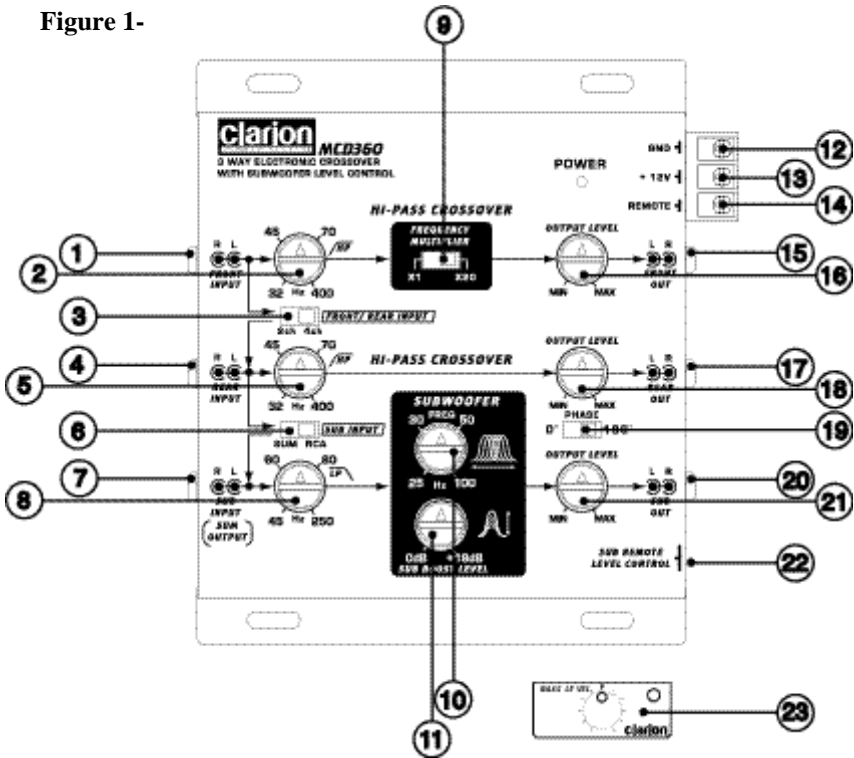 Figure 1-
9
clarion MCD360
3 WAY ELECTRONIC CROSSOVER
WITH SUBWOOFER LEVEL CONTROL
POWER
GND
12
+ 12V
13
REMOTE
14
HI-PASS CROSSOVER
1
R L
FRONT INPUT
2
45 70
HP
32 Hz 400
FREQUENCY
MULTIPLIER
X1 X20
OUTPUT LEVEL
MIN MAX
L R
FRONT OUT
15
16
3
2ch 4ch
FRONT/ REAR INPUT
4
R L
REAR INPUT
5
45 70
HP
32 Hz 400
HI-PASS CROSSOVER
OUTPUT LEVEL
MIN MAX
L R
REAR OUT
17
18
6
SUM RCA
SUB INPUT
SUBWOOFER
FREQ
30 50
25 Hz 100
PHASE
0° 180°
19
7
R L
SUB INPUT
(SUM OUTPUT)
8
60 80
LP
45 Hz 250
OUTPUT LEVEL
MIN MAX
L R
SUB OUT
20
21
0dB +18dB
SUB BOOST LEVEL
SUB REMOTE
LEVEL CONTROL
22
10
11
BASS LEVEL
clarion
23